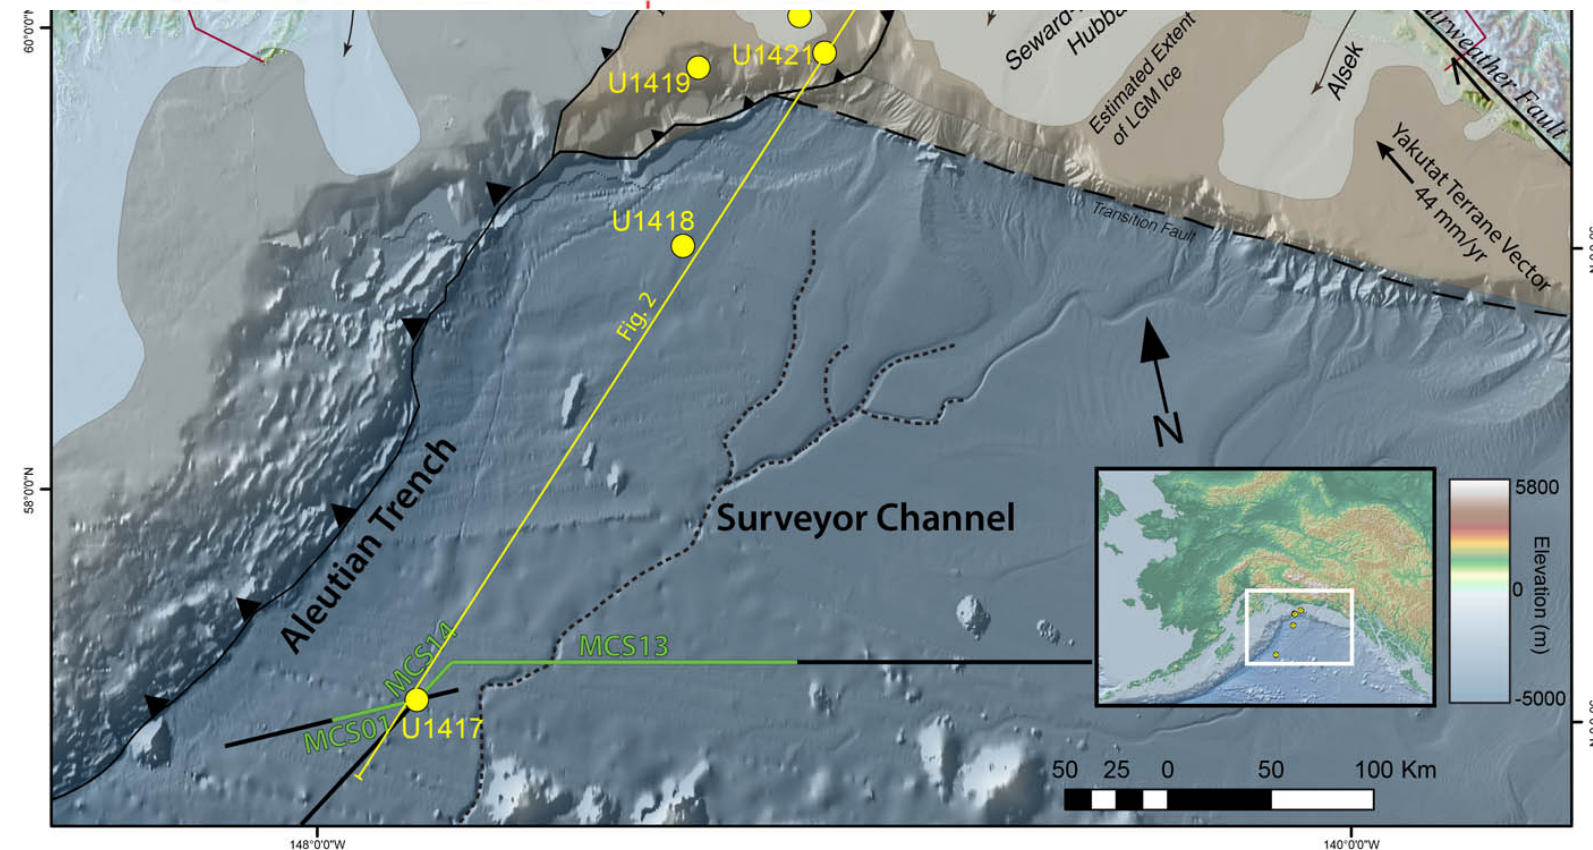 60°0'0"N
U1421
U1419
Seward-
Hubba
Estimated Extent
of LGM Ice
Alsek
airweather Fault
Yakutat Terrane Vector
44 mm/yr
U1418
Transition Fault
Fig. 2
N
58°0'0"N
Aleutian Trench
Surveyor Channel
5800
0
-5000
Elevation (m)
MCS14
MCS13
MCS01
U1417
50 25 0 50 100 Km
148°0'0"W
140°0'0"W